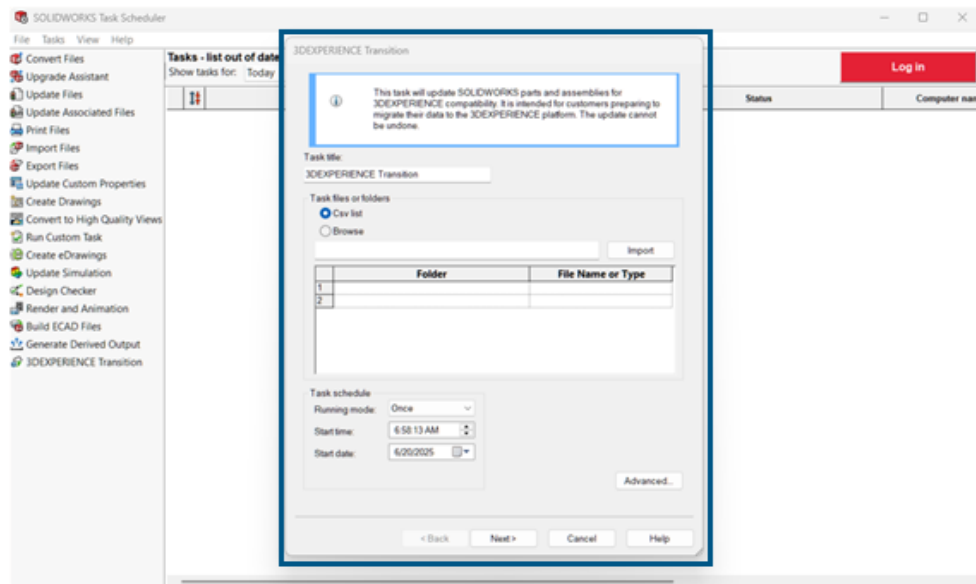 SOLIDWORKS Task Scheduler
File Tasks View Help
Convert Files
Upgrade Assistant
Update Files
Update Associated Files
Print Files
Import Files
Export Files
Update Custom Properties
Create Drawings
Convert to High Quality Views
Run Custom Task
Create eDrawings
Update Simulation
Design Checker
Render and Animation
Build ECAD Files
Generate Derived Output
3DEXPERIENCE Transition
Tasks - list out of date
Show tasks for: Today
Log in
Status
Computer nam
3DEXPERIENCE Transition
This task will update SOLIDWORKS parts and assemblies for
3DEXPERIENCE compatibility. It is intended for customers preparing to
migrate their data to the 3DEXPERIENCE platform. The update cannot
be undone.
Task title:
3DEXPERIENCE Transition
Task files or folders
Csv list
Browse
Import
Folder File Name or Type
1
2
Task schedule
Running mode: Once
Start time: 6:58:13 AM
Start date: 6/20/2025
Advanced...
< Back Next > Cancel Help